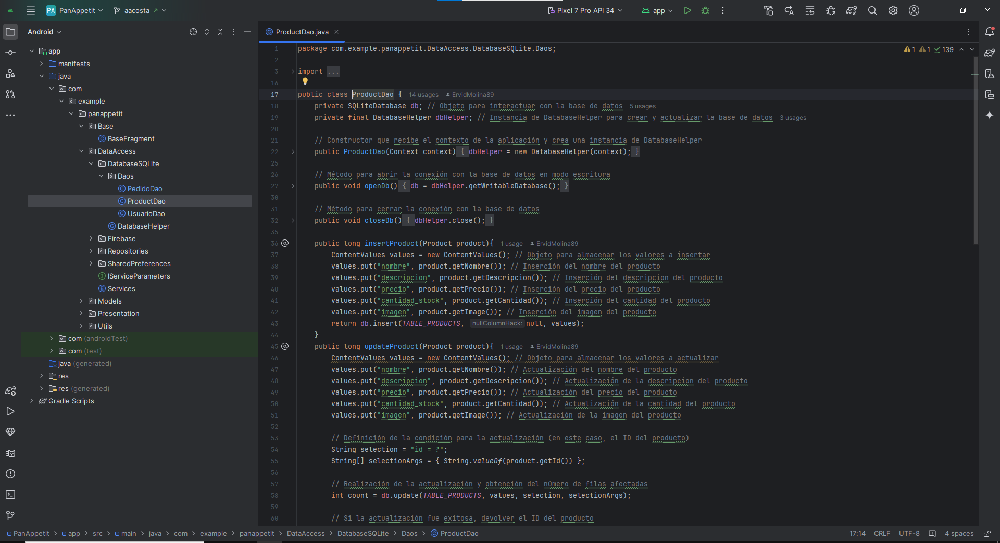 PA PanAppetit aacosta Pixel 7 Pro API 34 app
Android
app
manifests
java
com
example
panappetit
Base
BaseFragment
DataAccess
DatabaseSQLite
Daos
PedidoDao
ProductDao
UsuarioDao
DatabaseHelper
Firebase
Repositories
SharedPreferences
IServiceParameters
Services
Models
Presentation
Utils
com (androidTest)
com (test)
java (generated)
res
res (generated)
Gradle Scripts
ProductDao.java
1 1 139
1 package com.example.panappetit.DataAccess.DatabaseSQLite.Daos;
2
3 import ...
16
17 public class ProductDao { 14 usages ErvidMolina89
18 private SQLiteDatabase db; // Objeto para interactuar con la base de datos 5 usages
19 private final DatabaseHelper dbHelper; // Instancia de DatabaseHelper para crear y actualizar la base de datos 3 usages
20
21 // Constructor que recibe el contexto de la aplicación y crea una instancia de DatabaseHelper
22 public ProductDao(Context context) { dbHelper = new DatabaseHelper(context); }
25
26 // Método para abrir la conexión con la base de datos en modo escritura
27 public void openDb() { db = dbHelper.getWritableDatabase(); }
30
31 // Método para cerrar la conexión con la base de datos
32 public void closeDb() { dbHelper.close(); }
35
36 @ public long insertProduct(Product product){ 1 usage ErvidMolina89
37 ContentValues values = new ContentValues(); // Objeto para almacenar los valores a insertar
38 values.put("nombre", product.getNombre()); // Inserción del nombre del producto
39 values.put("descripcion", product.getDescripcion()); // Inserción del descripcion del producto
40 values.put("precio", product.getPrecio()); // Inserción del precio del producto
41 values.put("cantidad_stock", product.getCantidad()); // Inserción del cantidad del producto
42 values.put("imagen", product.getImage()); // Inserción del imagen del producto
43 return db.insert(TABLE_PRODUCTS, nullColumnHack: null, values);
44 }
45 @ public long updateProduct(Product product){ 1 usage ErvidMolina89
46 ContentValues values = new ContentValues(); // Objeto para almacenar los valores a actualizar
47 values.put("nombre", product.getNombre()); // Actualización del nombre del producto
48 values.put("descripcion", product.getDescripcion()); // Actualización de la descripcion del producto
49 values.put("precio", product.getPrecio()); // Actualización del precio del producto
50 values.put("cantidad_stock", product.getCantidad()); // Actualización de la cantidad del producto
51 values.put("imagen", product.getImage()); // Actualización de la imagen del producto
52
53 // Definición de la condición para la actualización (en este caso, el ID del producto)
54 String selection = "id = ?";
55 String[] selectionArgs = { String.valueOf(product.getId()) };
56
57 // Realización de la actualización y obtención del número de filas afectadas
58 int count = db.update(TABLE_PRODUCTS, values, selection, selectionArgs);
59
60 // Si la actualización fue exitosa, devolver el ID del producto
PanAppetit > app > src > main > java > com > example > panappetit > DataAccess > DatabaseSQLite > Daos > ProductDao 17:14 CRLF UTF-8 4 spaces